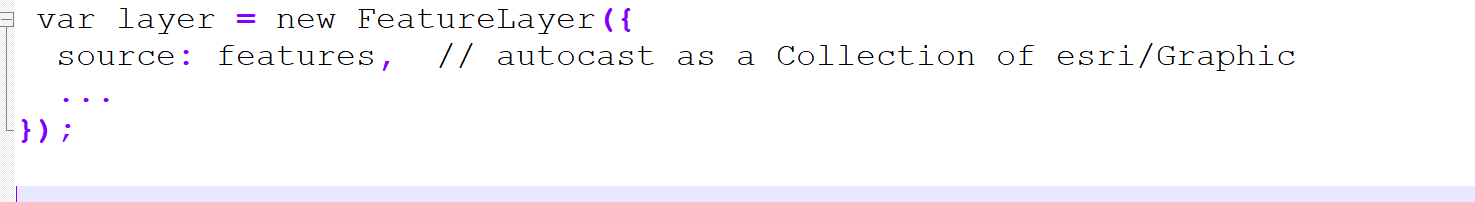 var layer = new FeatureLayer({
source: features,  // autocast as a Collection of esri/Graphic
...
});